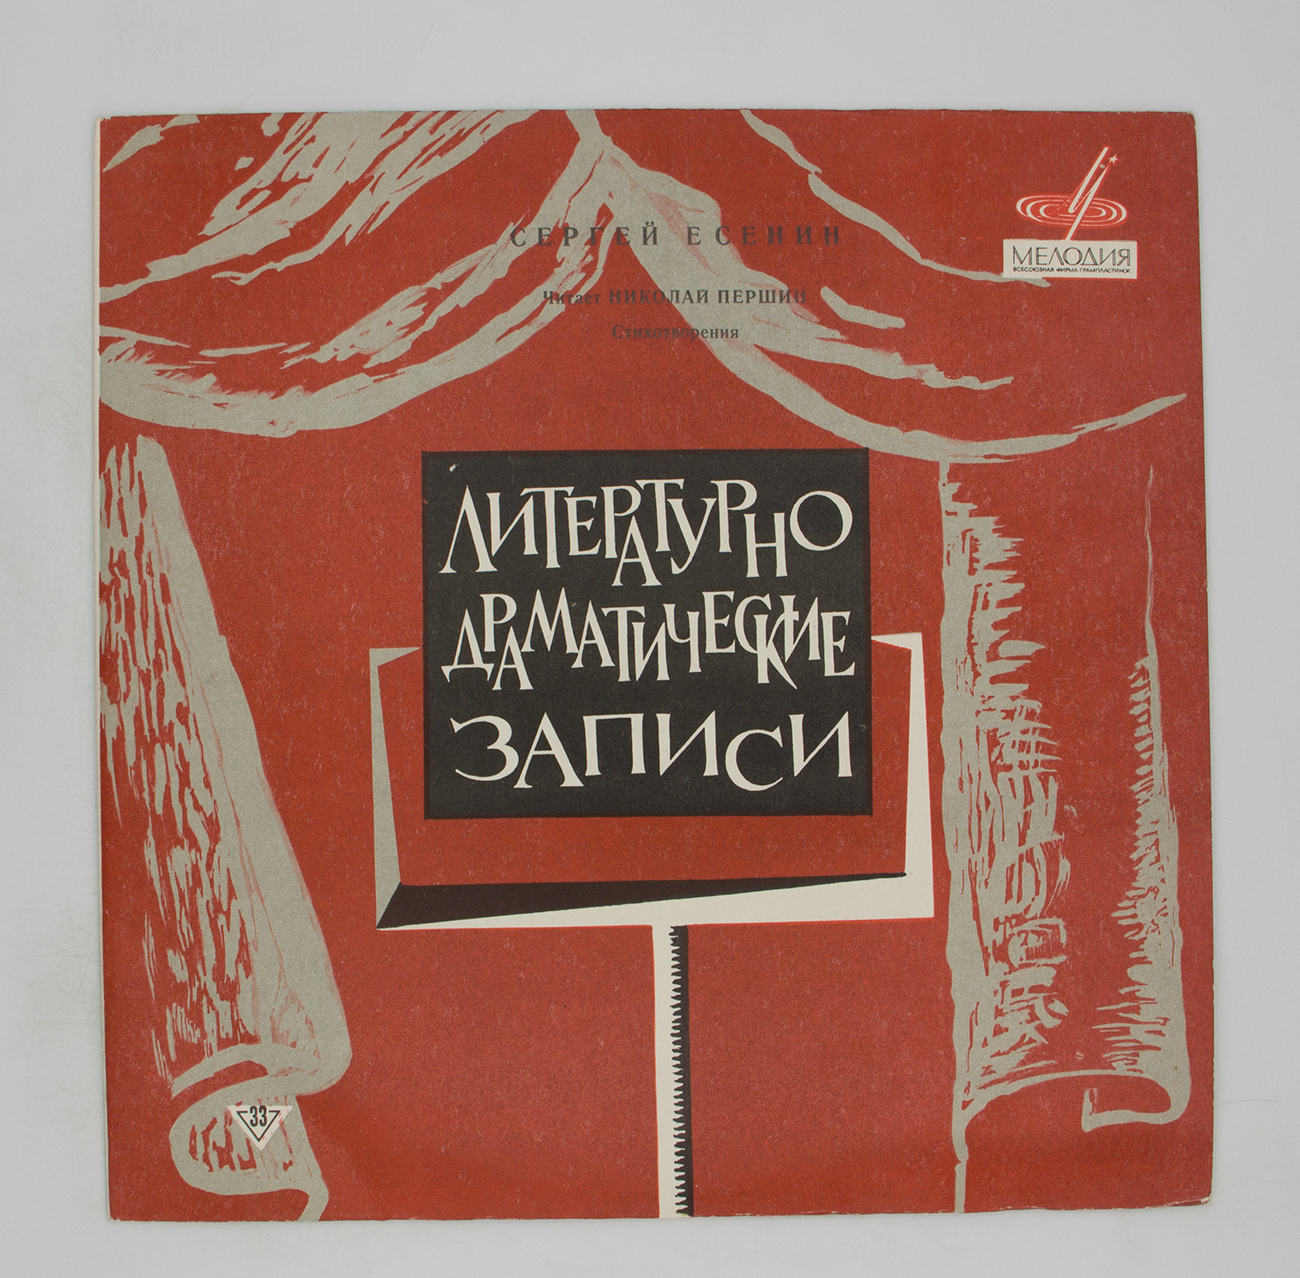 СЕРГЕЙ ЕСЕНИН
Читает НИКОЛАЙ ПЕРШИН
Стихотворения
МЕЛОДИЯ
ВСЕСОЮЗНАЯ ФИРМА ГРАМПЛАСТИНОК
ЛИТЕРАТУРНО
ДРАМАТИЧЕСКИЕ
ЗАПИСИ
33